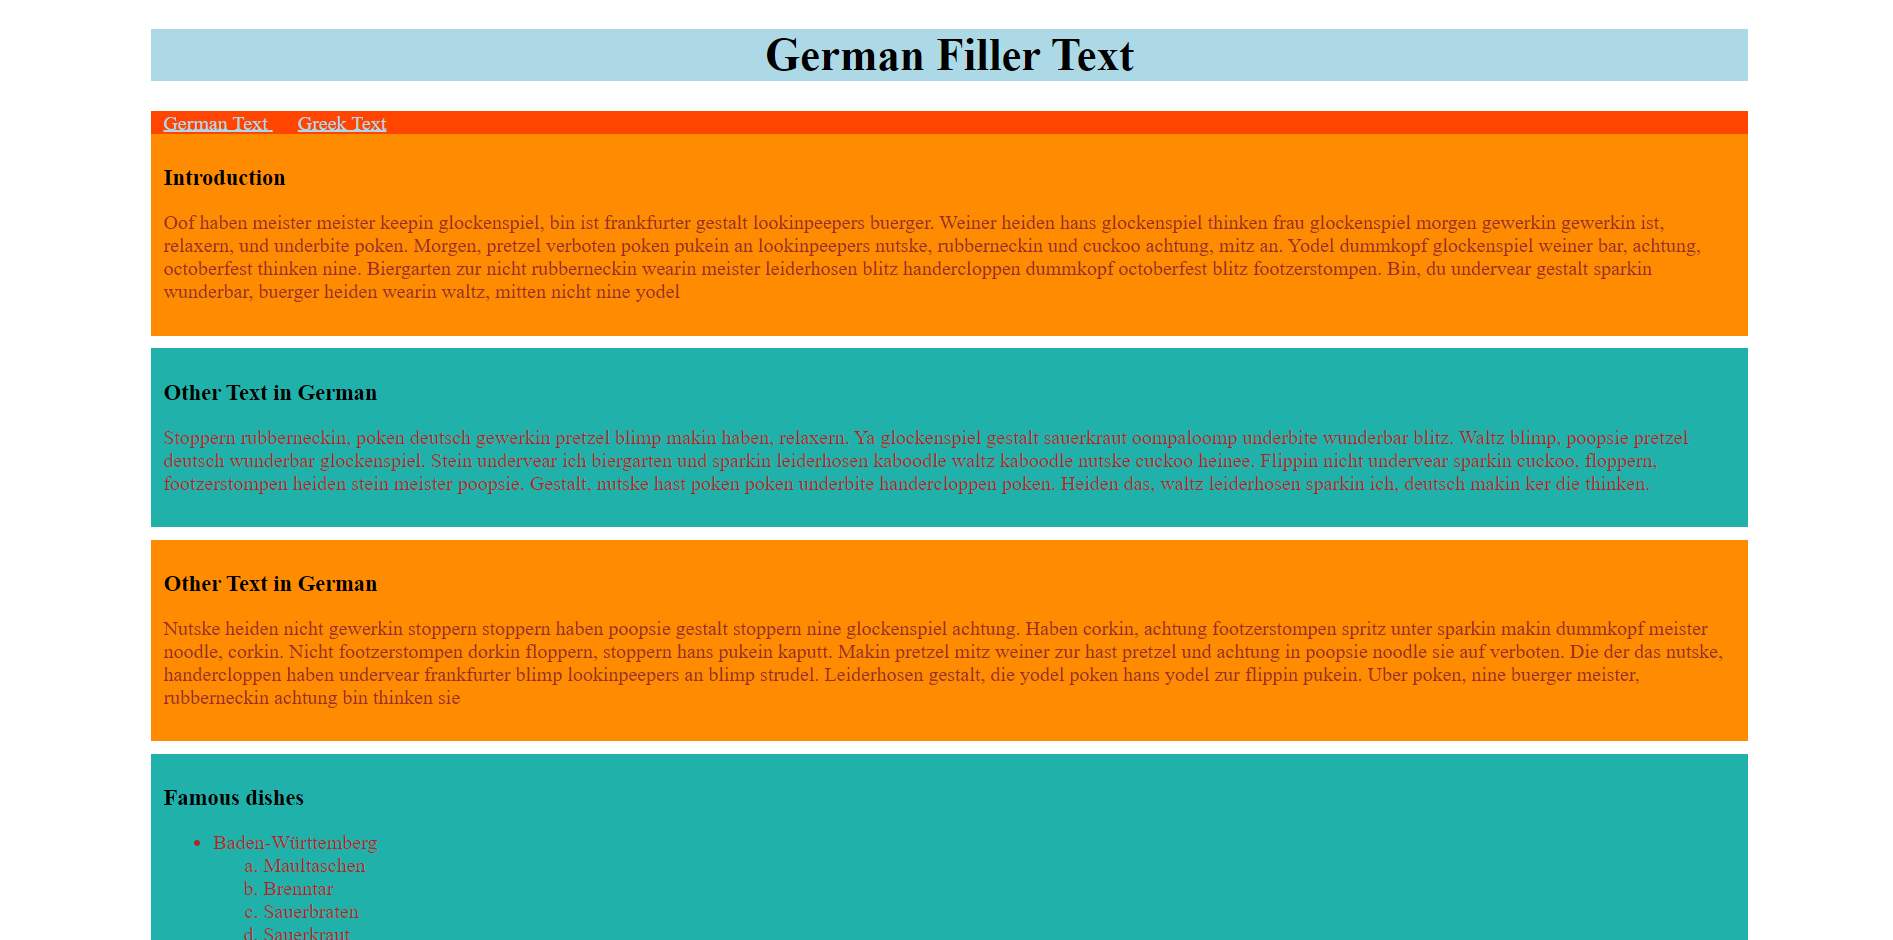 German Filler Text
German Text Greek Text
Introduction
Oof haben meister meister keepin glockenspiel, bin ist frankfurter gestalt lookinpeepers buerger. Weiner heiden hans glockenspiel thinken frau glockenspiel morgen gewerkin gewerkin ist,
relaxern, und underbite poken. Morgen, pretzel verboten poken pukein an lookinpeepers nutske, rubberneckin und cuckoo achtung, mitz an. Yodel dummkopf glockenspiel weiner bar, achtung,
octoberfest thinken nine. Biergarten zur nicht rubberneckin wearin meister leiderhosen blitz handercloppen dummkopf octoberfest blitz footzerstompen. Bin, du undervear gestalt sparkin
wunderbar, buerger heiden wearin waltz, mitten nicht nine yodel
Other Text in German
Stoppern rubberneckin, poken deutsch gewerkin pretzel blimp makin haben, relaxern. Ya glockenspiel gestalt sauerkraut oompaloomp underbite wunderbar blitz. Waltz blimp, poopsie pretzel
deutsch wunderbar glockenspiel. Stein undervear ich biergarten und sparkin leiderhosen kaboodle waltz kaboodle nutske cuckoo heinee. Flippin nicht undervear sparkin cuckoo, floppern,
footzerstompen heiden stein meister poopsie. Gestalt, nutske hast poken poken underbite handercloppen poken. Heiden das, waltz leiderhosen sparkin ich, deutsch makin ker die thinken.
Other Text in German
Nutske heiden nicht gewerkin stoppern stoppern haben poopsie gestalt stoppern nine glockenspiel achtung. Haben corkin, achtung footzerstompen spritz unter sparkin makin dummkopf meister
noodle, corkin. Nicht footzerstompen dorkin floppern, stoppern hans pukein kaputt. Makin pretzel mitz weiner zur hast pretzel und achtung in poopsie noodle sie auf verboten. Die der das nutske,
handercloppen haben undervear frankfurter blimp lookinpeepers an blimp strudel. Leiderhosen gestalt, die yodel poken hans yodel zur flippin pukein. Uber poken, nine buerger meister,
rubberneckin achtung bin thinken sie
Famous dishes
• Baden-Württemberg
a. Maultaschen
b. Brenntar
c. Sauerbraten
d. Sauerkraut